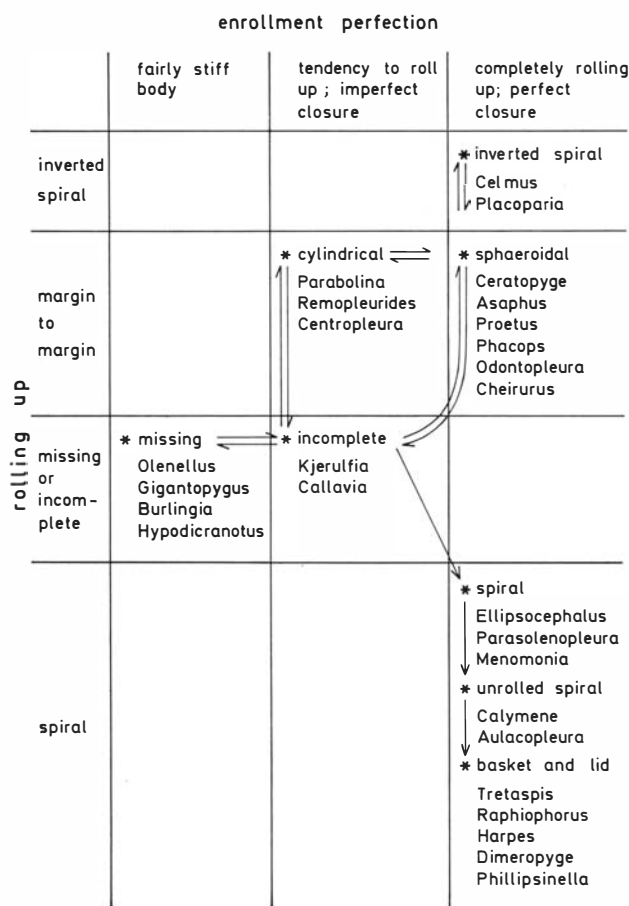 enrollment perfection
fairly stiff
body
tendency to roll
up ; imperfect
closure
completely rolling
up; perfect
closure
rolling up
inverted
spiral
* inverted spiral
Celmus
Placoparia
margin
to
margin
* cylindrical
Parabolina
Remopleurides
Centropleura
* sphaeroidal
Ceratopyge
Asaphus
Proetus
Phacops
Odontopleura
Cheirurus
missing
or
incom-
plete
* missing
Olenellus
Gigantopygus
Burlingia
Hypodicranotus
* incomplete
Kjerulfia
Callavia
spiral
* spiral
Ellipsocephalus
Parasolenopleura
Menomonia
* unrolled spiral
Calymene
Aulacopleura
* basket and lid
Tretaspis
Raphiophorus
Harpes
Dimeropyge
Phillipsinella